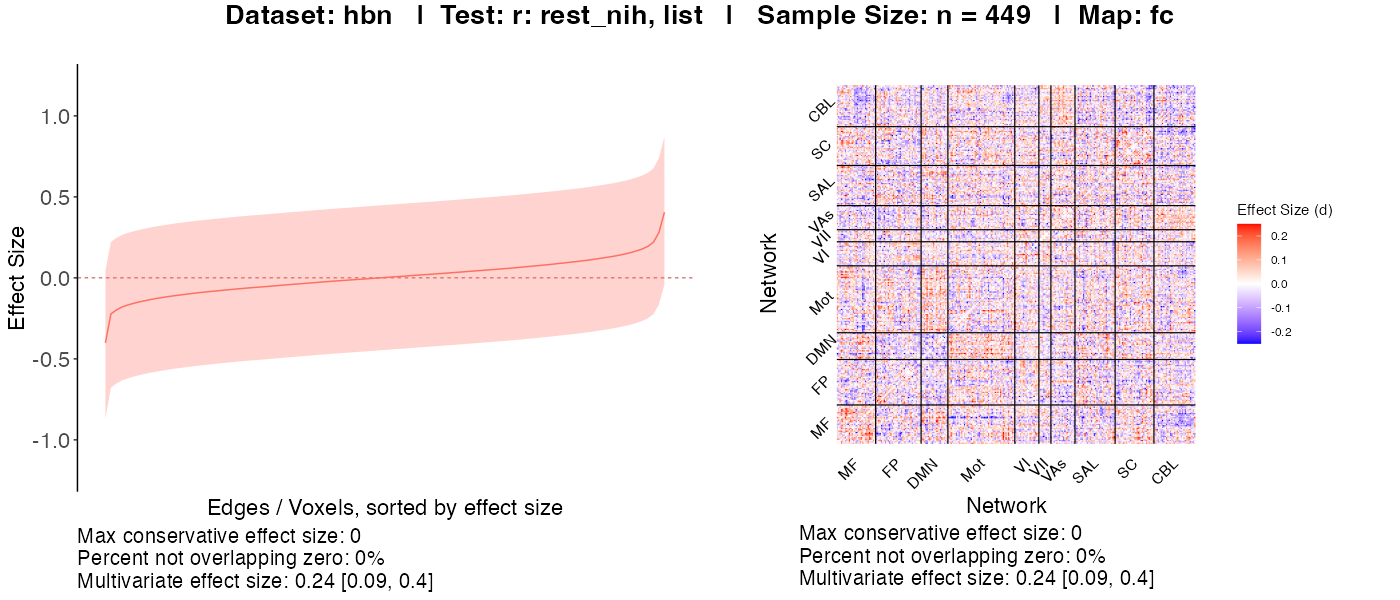 Dataset: hbn | Test: r: rest_nih, list | Sample Size: n = 449 | Map: fc
Effect Size
1.0
0.5
0.0
-0.5
-1.0
Edges / Voxels, sorted by effect size
Max conservative effect size: 0
Percent not overlapping zero: 0%
Multivariate effect size: 0.24 [0.09, 0.4]
Network
CBL
SC
SAL
VAs
VII
VI
Mot
DMN
FP
MF
MF FP DMN Mot VI VII VAs SAL SC CBL
Network
Effect Size (d)
0.2
0.1
0.0
-0.1
-0.2
Max conservative effect size: 0
Percent not overlapping zero: 0%
Multivariate effect size: 0.24 [0.09, 0.4]